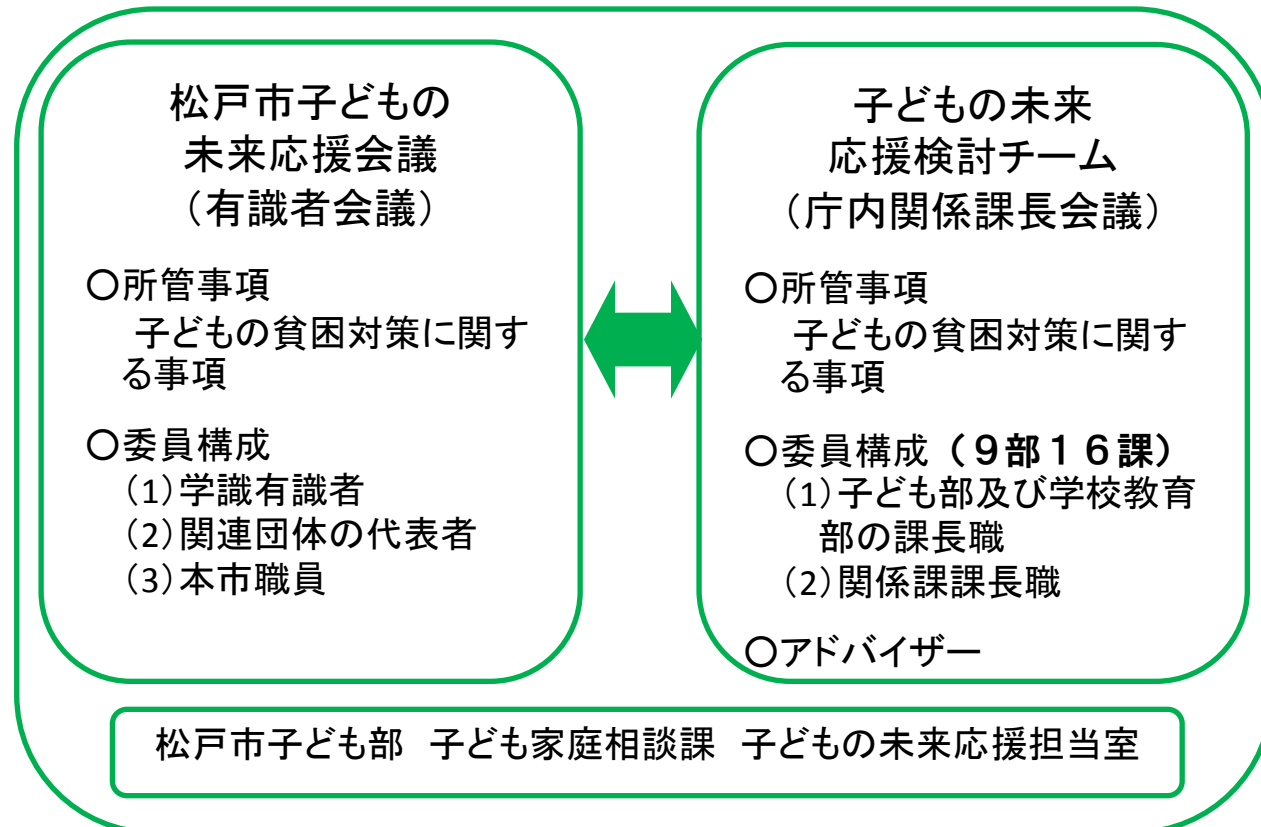 松戸市子どもの
未来応援会議
（有識者会議）
〇所管事項
子どもの貧困対策に関す
る事項
〇委員構成
（1）学識有識者
（2）関連団体の代表者
（3）本市職員
子どもの未来
応援検討チーム
（庁内関係課長会議）
〇所管事項
子どもの貧困対策に関す
る事項
〇委員構成（９部１６課）
（1）子ども部及び学校教育
部の課長職
（2）関係課課長職
〇アドバイザー
松戸市子ども部　子ども家庭相談課　子どもの未来応援担当室